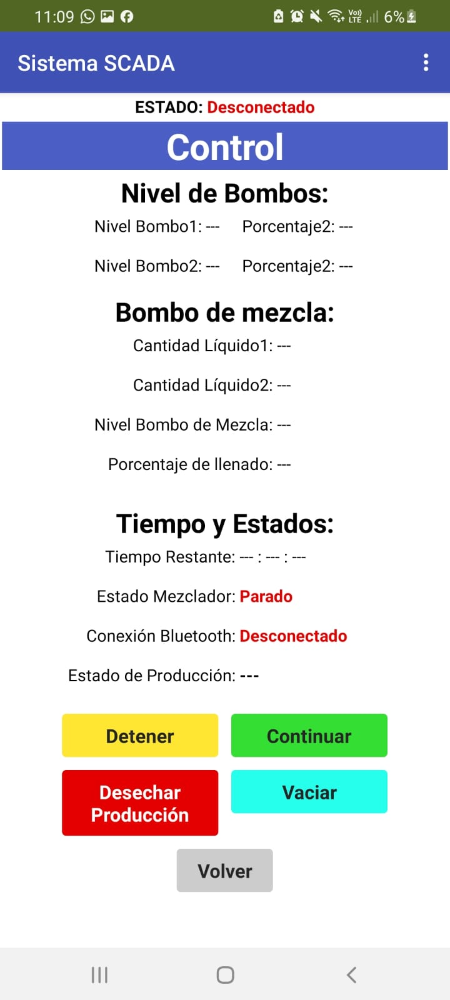 11:09 Vo)) LTE 6%
Sistema SCADA
ESTADO: Desconectado
Control
Nivel de Bombos:
Nivel Bombo1: --- Porcentaje2: ---
Nivel Bombo2: --- Porcentaje2: ---
Bombo de mezcla:
Cantidad Líquido1: ---
Cantidad Líquido2: ---
Nivel Bombo de Mezcla: ---
Porcentaje de llenado: ---
Tiempo y Estados:
Tiempo Restante: --- : --- : ---
Estado Mezclador: Parado
Conexión Bluetooth: Desconectado
Estado de Producción: ---
Detener Continuar
Desechar
Producción
Vaciar
Volver